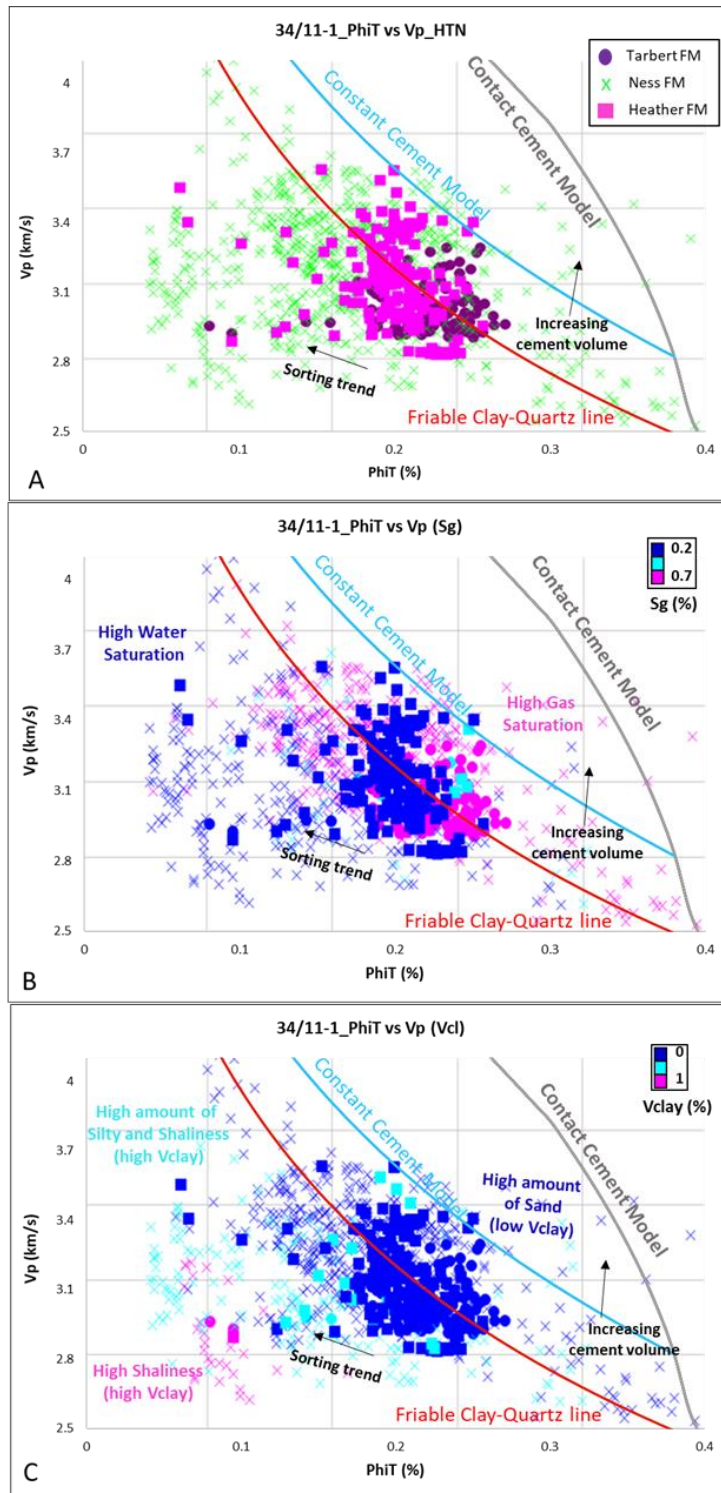 34/11-1_PhiT vs Vp_HTN
Tarbert FM
Ness FM
Heather FM
4
3.7
3.4
3.1
2.8
2.5
Vp (km/s)
Constant Cement Model
Contact Cement Model
Increasing
cement volume
Sorting trend
Friable Clay-Quartz line
0
0.1
0.2
0.3
0.4
PhiT (%)
A
34/11-1_PhiT vs Vp (Sg)
0.2
0.7
Sg (%)
4
3.7
3.4
3.1
2.8
2.5
Vp (km/s)
High Water
Saturation
Constant Cement Model
Contact Cement Model
High Gas
Saturation
Increasing
cement volume
Sorting trend
Friable Clay-Quartz line
0
0.1
0.2
0.3
0.4
PhiT (%)
B
34/11-1_PhiT vs Vp (Vcl)
0
1
Vclay (%)
4
3.7
3.4
3.1
2.8
2.5
Vp (km/s)
High amount of
Silty and Shaliness
(high Vclay)
Constant Cement Model
Contact Cement Model
High amount
of Sand
(low Vclay)
Increasing
cement volume
High Shaliness
(high Vclay)
Sorting trend
Friable Clay-Quartz line
0
0.1
0.2
0.3
0.4
PhiT (%)
C